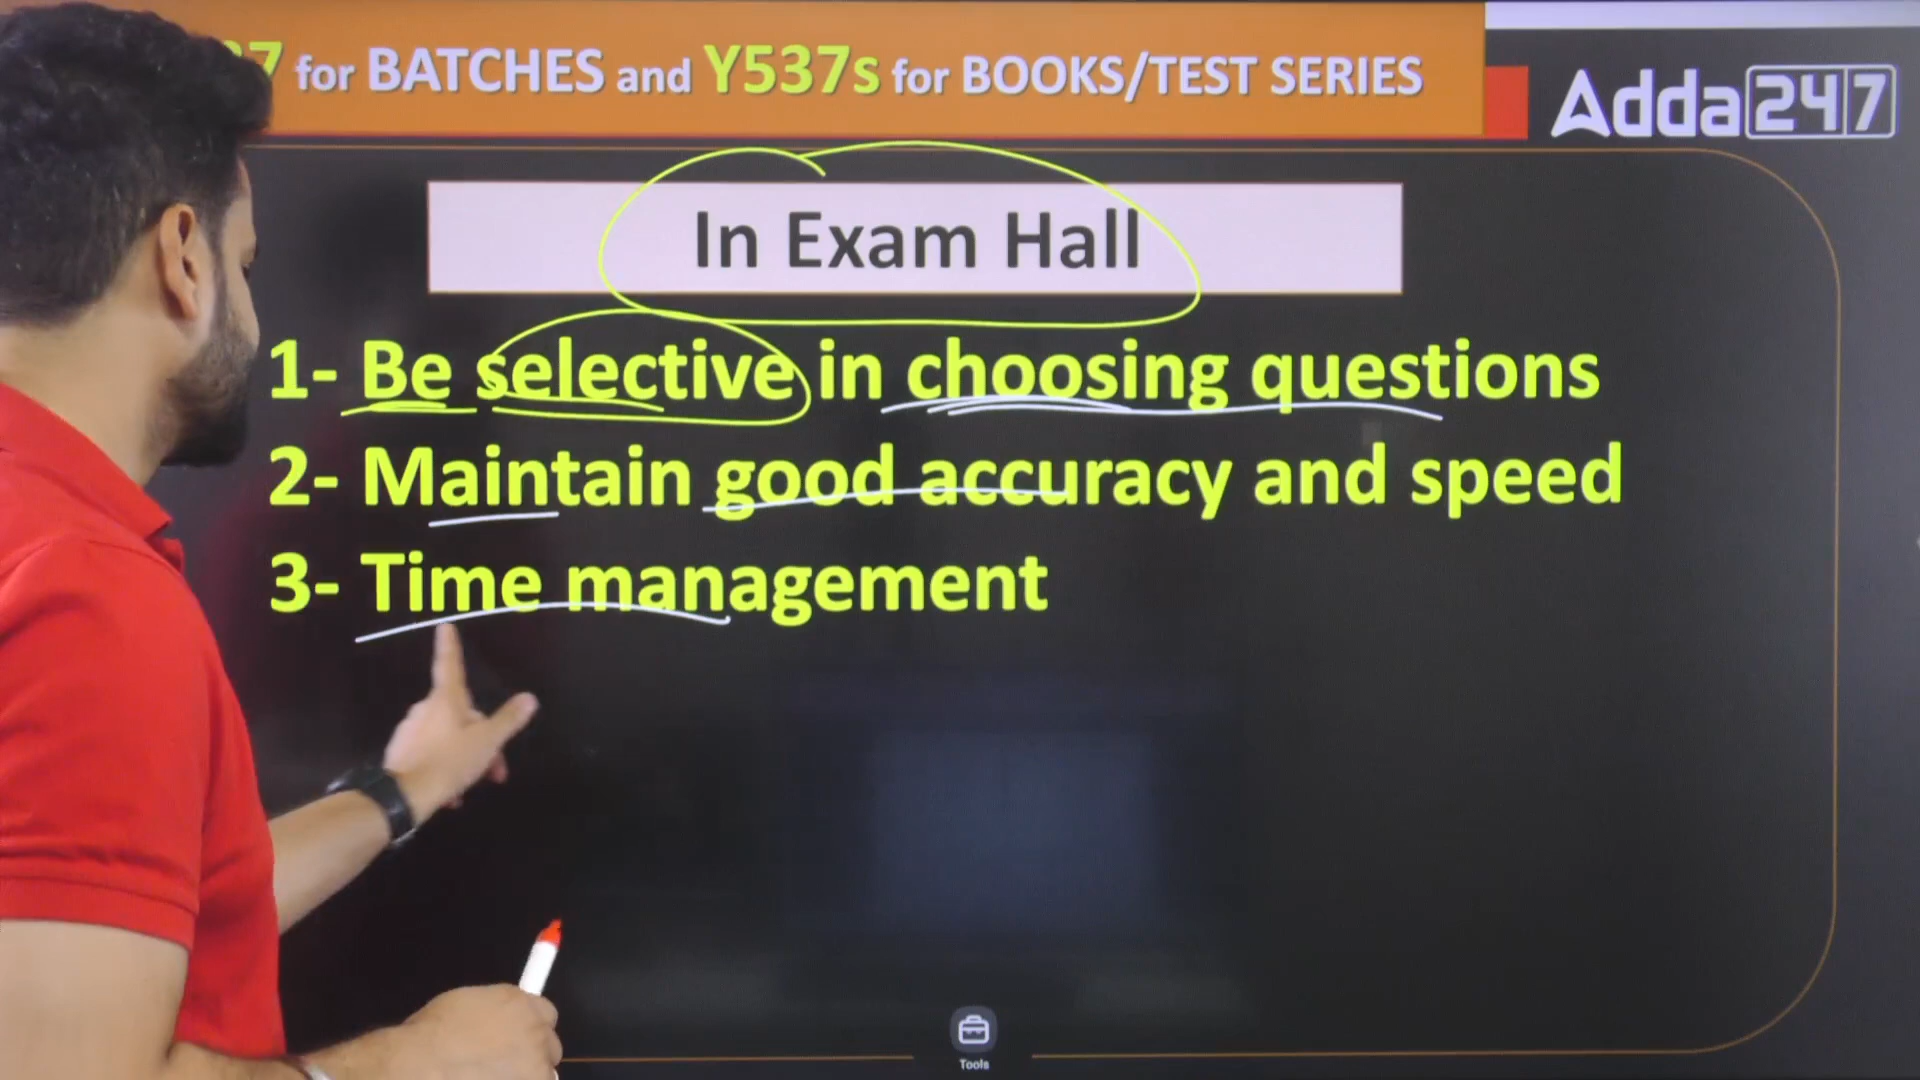 for BATCHES and Y537s for BOOKS/TEST SERIES
Adda247
In Exam Hall
1- Be selective in choosing questions
2- Maintain good accuracy and speed
3- Time management
Tools